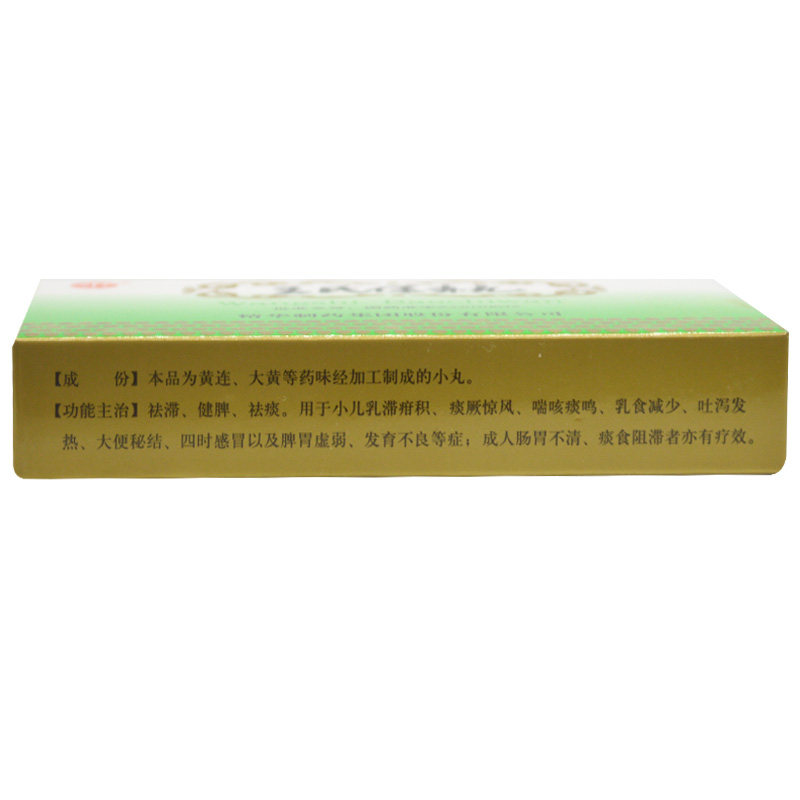 【成　份】本品为黄连、大黄等药味经加工制成的小丸。
【功能主治】祛滞、健脾、祛痰。用于小儿乳滞疳积、痰厥惊风、喘咳痰鸣、乳食减少、吐泻发
热、大便秘结、四时感冒以及脾胃虚弱、发育不良等症；成人肠胃不清、痰食阻滞者亦有疗效。